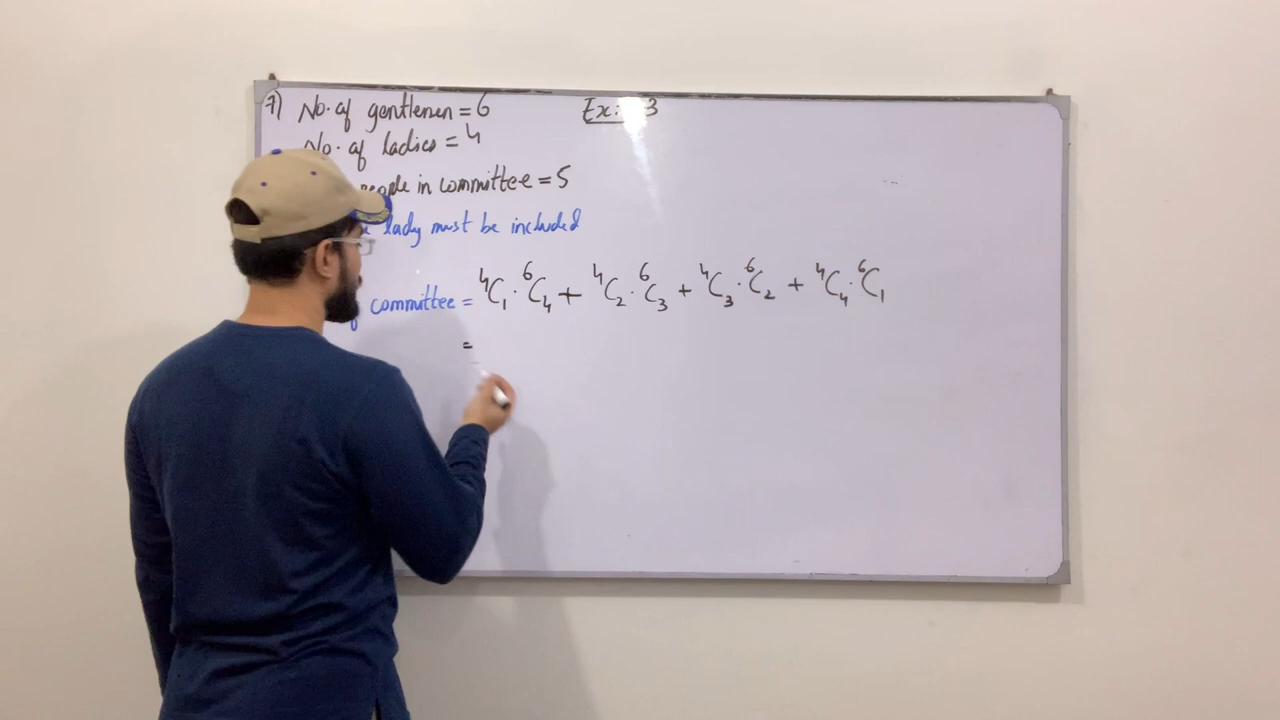 7) No. of gentlemen = 6
Ex: 3
No. of ladies = 4
people in committee = 5
lady must be included
committee = ⁴C₁ · ⁶C₄ + ⁴C₂ · ⁶C₃ + ⁴C₃ · ⁶C₂ + ⁴C₄ · ⁶C₁
=